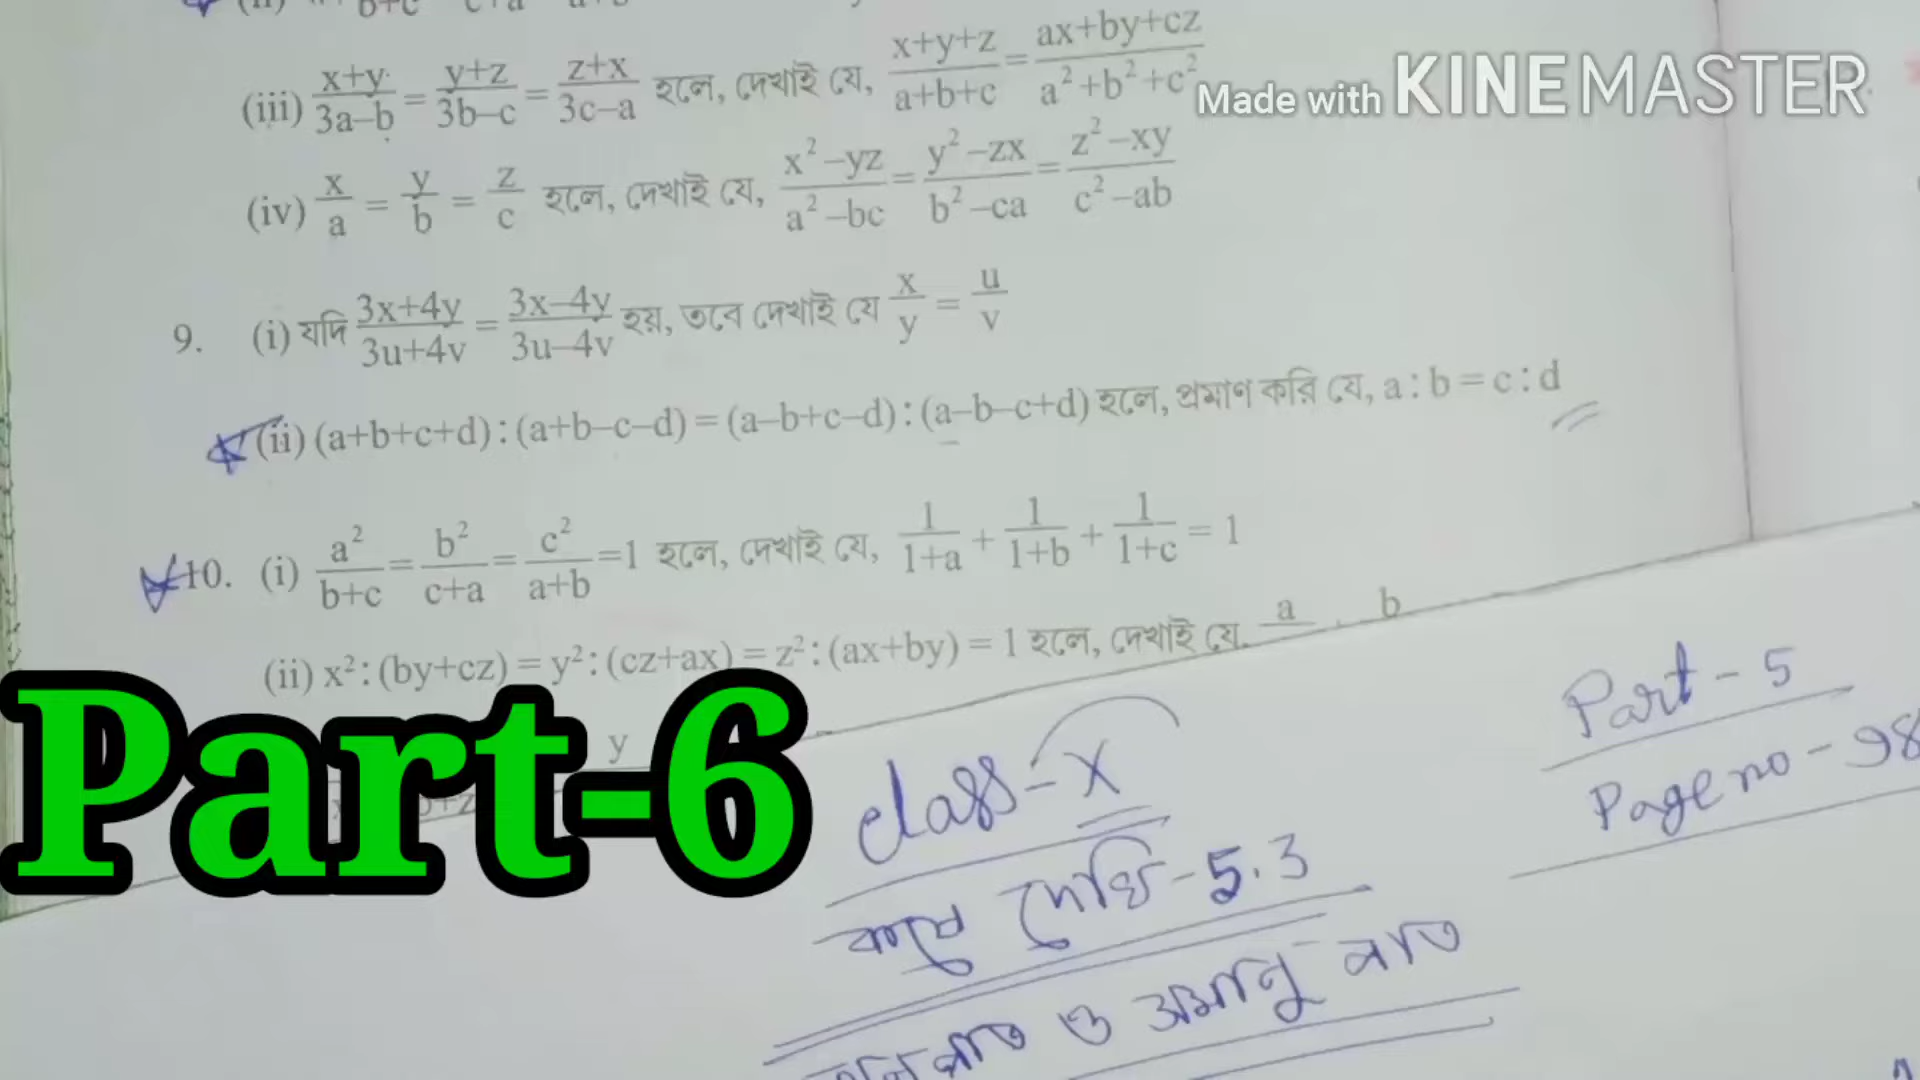 (iii) x+y/3a–b = y+z/3b–c = z+x/3c–a হলে, দেখাই যে, x+y+z/a+b+c = ax+by+cz/a²+b²+c²
Made with KINEMASTER
(iv) x/a = y/b = z/c হলে, দেখাই যে, x²–yz/a²–bc = y²–zx/b²–ca = z²–xy/c²–ab
9. (i) যদি 3x+4y/3u+4v = 3x–4y/3u–4v হয়, তবে দেখাই যে x/y = u/v
(ii) (a+b+c+d) : (a+b–c–d) = (a–b+c–d) : (a–b–c+d) হলে, প্রমাণ করি যে, a : b = c : d
10. (i) a²/b+c = b²/c+a = c²/a+b =1 হলে, দেখাই যে, 1/1+a + 1/1+b + 1/1+c = 1
(ii) x² : (by+cz) = y² : (cz+ax) = z² : (ax+by) = 1 হলে, দেখাই যে, a b
y
Part-6
Class-X
কষে দেখি-5.3
ও সমানুপাত
Part-5
Page no-98